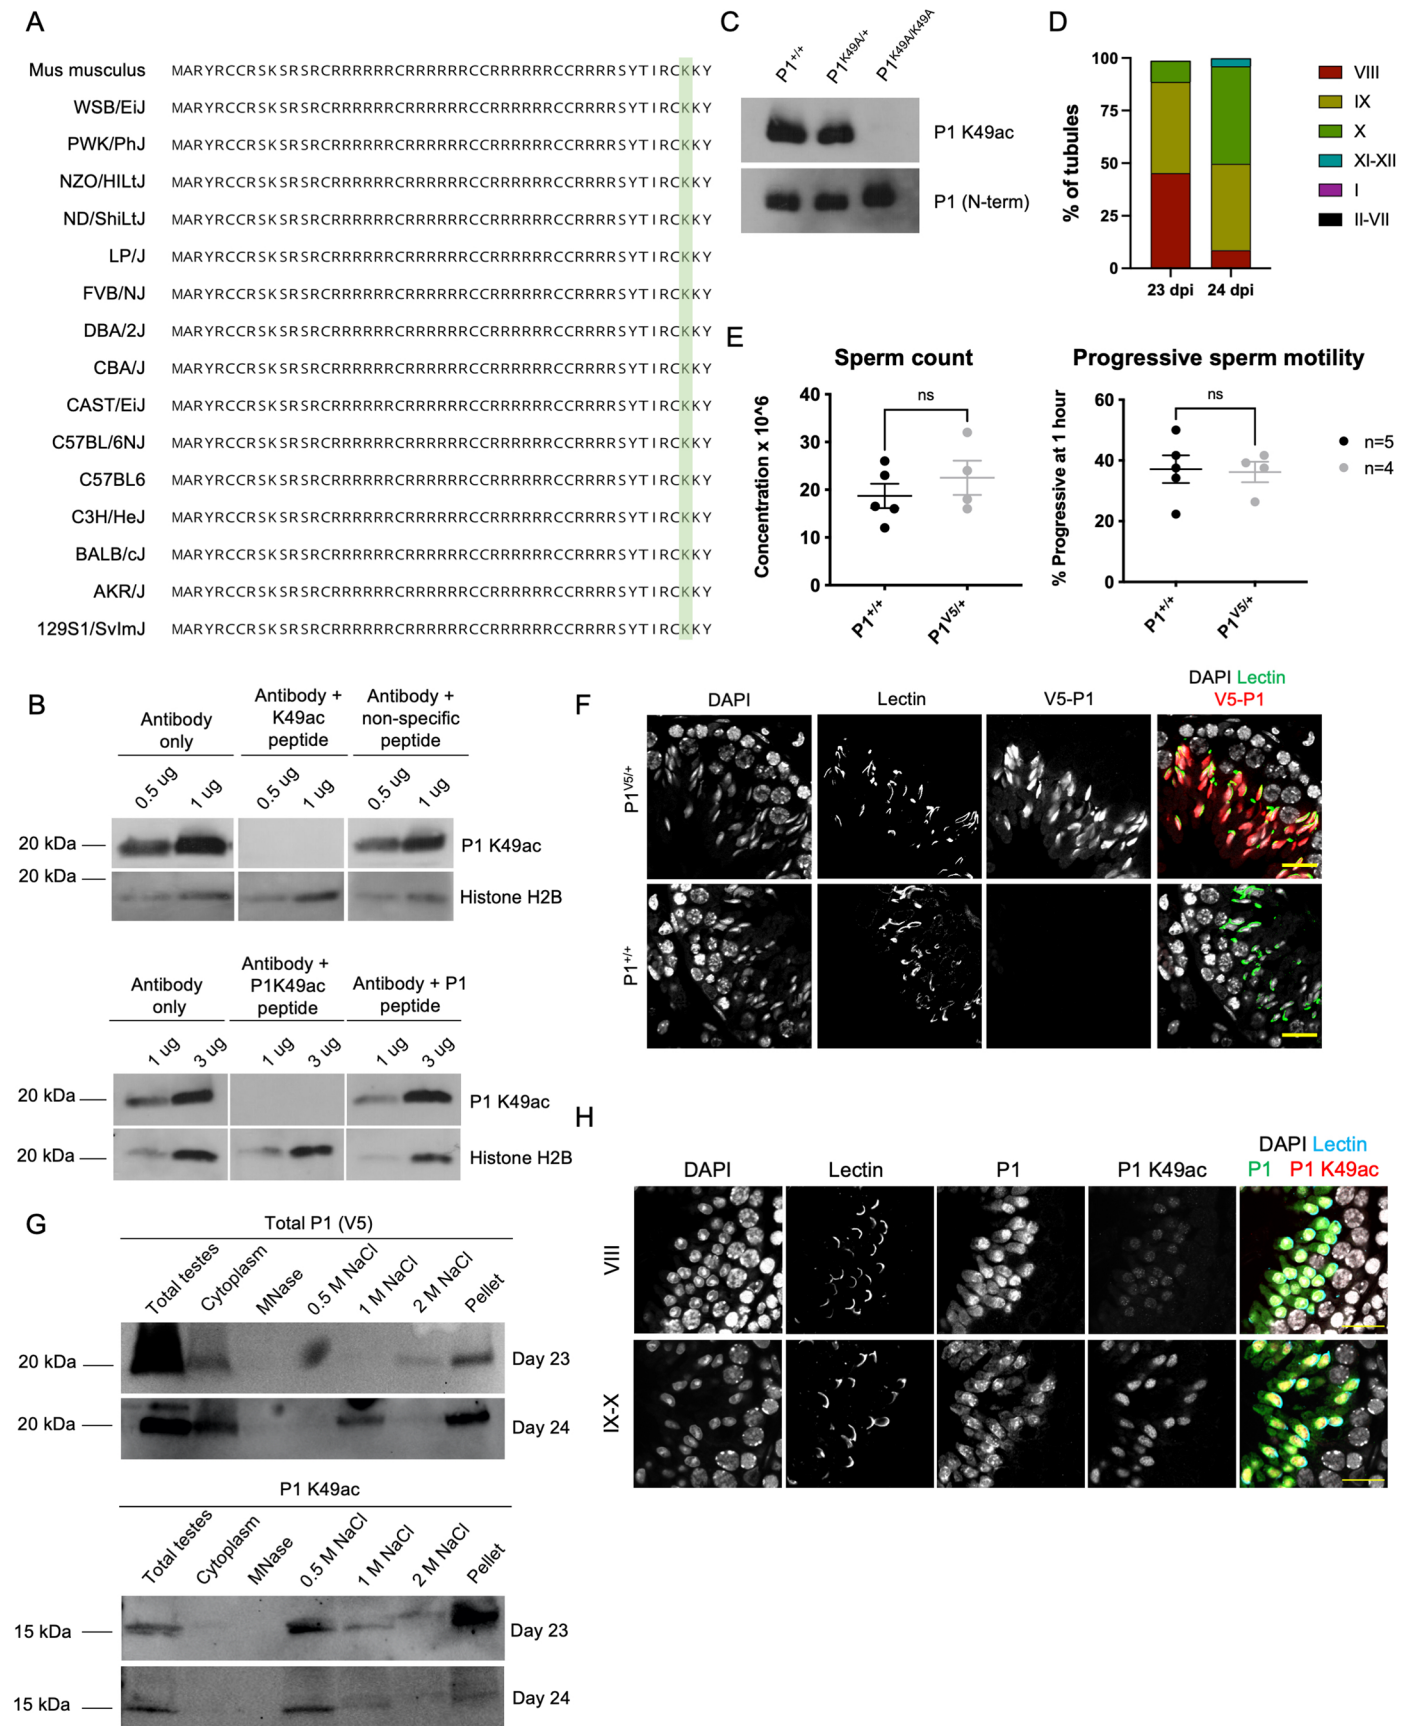 A
Mus musculus MARYRCCRSKSRSRCRRRRRRCRRRRRRCCRRRRRRCCRRRRSYTIRCKKY
WSB/EiJ MARYRCCRSKSRSRCRRRRRRCRRRRRRCCRRRRRRCCRRRRSYTIRCKKY
PWK/PhJ MARYRCCRSKSRSRCRRRRRRCRRRRRRCCRRRRRRCCRRRRSYTIRCKKY
NZO/HILtJ MARYRCCRSKSRSRCRRRRRRCRRRRRRCCRRRRRRCCRRRRSYTIRCKKY
ND/ShiLtJ MARYRCCRSKSRSRCRRRRRRCRRRRRRCCRRRRRRCCRRRRSYTIRCKKY
LP/J MARYRCCRSKSRSRCRRRRRRCRRRRRRCCRRRRRRCCRRRRSYTIRCKKY
FVB/NJ MARYRCCRSKSRSRCRRRRRRCRRRRRRCCRRRRRRCCRRRRSYTIRCKKY
DBA/2J MARYRCCRSKSRSRCRRRRRRCRRRRRRCCRRRRRRCCRRRRSYTIRCKKY
CBA/J MARYRCCRSKSRSRCRRRRRRCRRRRRRCCRRRRRRCCRRRRSYTIRCKKY
CAST/EiJ MARYRCCRSKSRSRCRRRRRRCRRRRRRCCRRRRRRCCRRRRSYTIRCKKY
C57BL/6NJ MARYRCCRSKSRSRCRRRRRRCRRRRRRCCRRRRRRCCRRRRSYTIRCKKY
C57BL6 MARYRCCRSKSRSRCRRRRRRCRRRRRRCCRRRRRRCCRRRRSYTIRCKKY
C3H/HeJ MARYRCCRSKSRSRCRRRRRRCRRRRRRCCRRRRRRCCRRRRSYTIRCKKY
BALB/cJ MARYRCCRSKSRSRCRRRRRRCRRRRRRCCRRRRRRCCRRRRSYTIRCKKY
AKR/J MARYRCCRSKSRSRCRRRRRRCRRRRRRCCRRRRRRCCRRRRSYTIRCKKY
129S1/SvImJ MARYRCCRSKSRSRCRRRRRRCRRRRRRCCRRRRRRCCRRRRSYTIRCKKY
C
P1+/+ P1K49A/+ P1K49A/K49A
P1 K49ac
P1 (N-term)
D
% of tubules
100
75
50
25
0
23 dpi 24 dpi
VIII
IX
X
XI-XII
I
II-VII
E
Sperm count
Concentration x 10^6
40
30
20
10
0
ns
P1+/+ P1V5/+
Progressive sperm motility
% Progressive at 1 hour
60
40
20
0
ns
P1+/+ P1V5/+
n=5
n=4
B
Antibody only
Antibody + K49ac peptide
Antibody + non-specific peptide
0.5 ug 1 ug 0.5 ug 1 ug 0.5 ug 1 ug
20 kDa P1 K49ac
20 kDa Histone H2B
Antibody only
Antibody + P1K49ac peptide
Antibody + P1 peptide
1 ug 3 ug 1 ug 3 ug 1 ug 3 ug
20 kDa P1 K49ac
20 kDa Histone H2B
F
DAPI Lectin V5-P1 DAPI Lectin V5-P1
P1V5/+
P1+/+
G
Total P1 (V5)
Total testes Cytoplasm MNase 0.5 M NaCl 1 M NaCl 2 M NaCl Pellet
20 kDa Day 23
20 kDa Day 24
P1 K49ac
Total testes Cytoplasm MNase 0.5 M NaCl 1 M NaCl 2 M NaCl Pellet
15 kDa Day 23
15 kDa Day 24
H
DAPI Lectin P1 P1 K49ac DAPI Lectin P1 P1 K49ac
VIII
IX-X